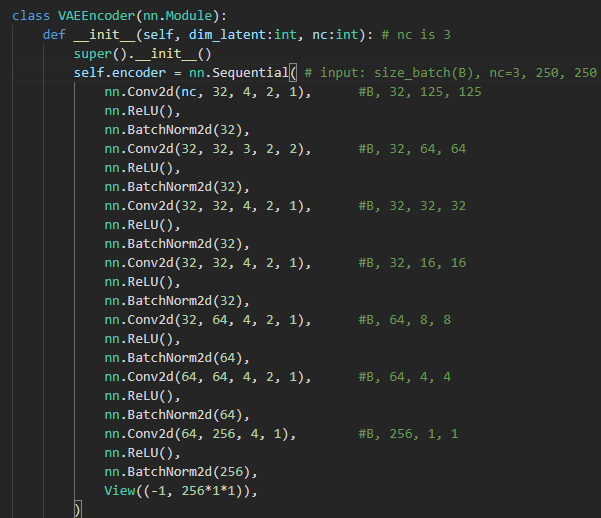 class VAEEncoder(nn.Module):
    def __init__(self, dim_latent:int, nc:int): # nc is 3
        super().__init__()
        self.encoder = nn.Sequential( # input: size_batch(B), nc=3, 250, 250
            nn.Conv2d(nc, 32, 4, 2, 1),      #B, 32, 125, 125
            nn.ReLU(),
            nn.BatchNorm2d(32),
            nn.Conv2d(32, 32, 3, 2, 2),      #B, 32, 64, 64
            nn.ReLU(),
            nn.BatchNorm2d(32),
            nn.Conv2d(32, 32, 4, 2, 1),      #B, 32, 32, 32
            nn.ReLU(),
            nn.BatchNorm2d(32),
            nn.Conv2d(32, 32, 4, 2, 1),      #B, 32, 16, 16
            nn.ReLU(),
            nn.BatchNorm2d(32),
            nn.Conv2d(32, 64, 4, 2, 1),      #B, 64, 8, 8
            nn.ReLU(),
            nn.BatchNorm2d(64),
            nn.Conv2d(64, 64, 4, 2, 1),      #B, 64, 4, 4
            nn.ReLU(),
            nn.BatchNorm2d(64),
            nn.Conv2d(64, 256, 4, 1),        #B, 256, 1, 1
            nn.ReLU(),
            nn.BatchNorm2d(256),
            View((-1, 256*1*1)),
        )